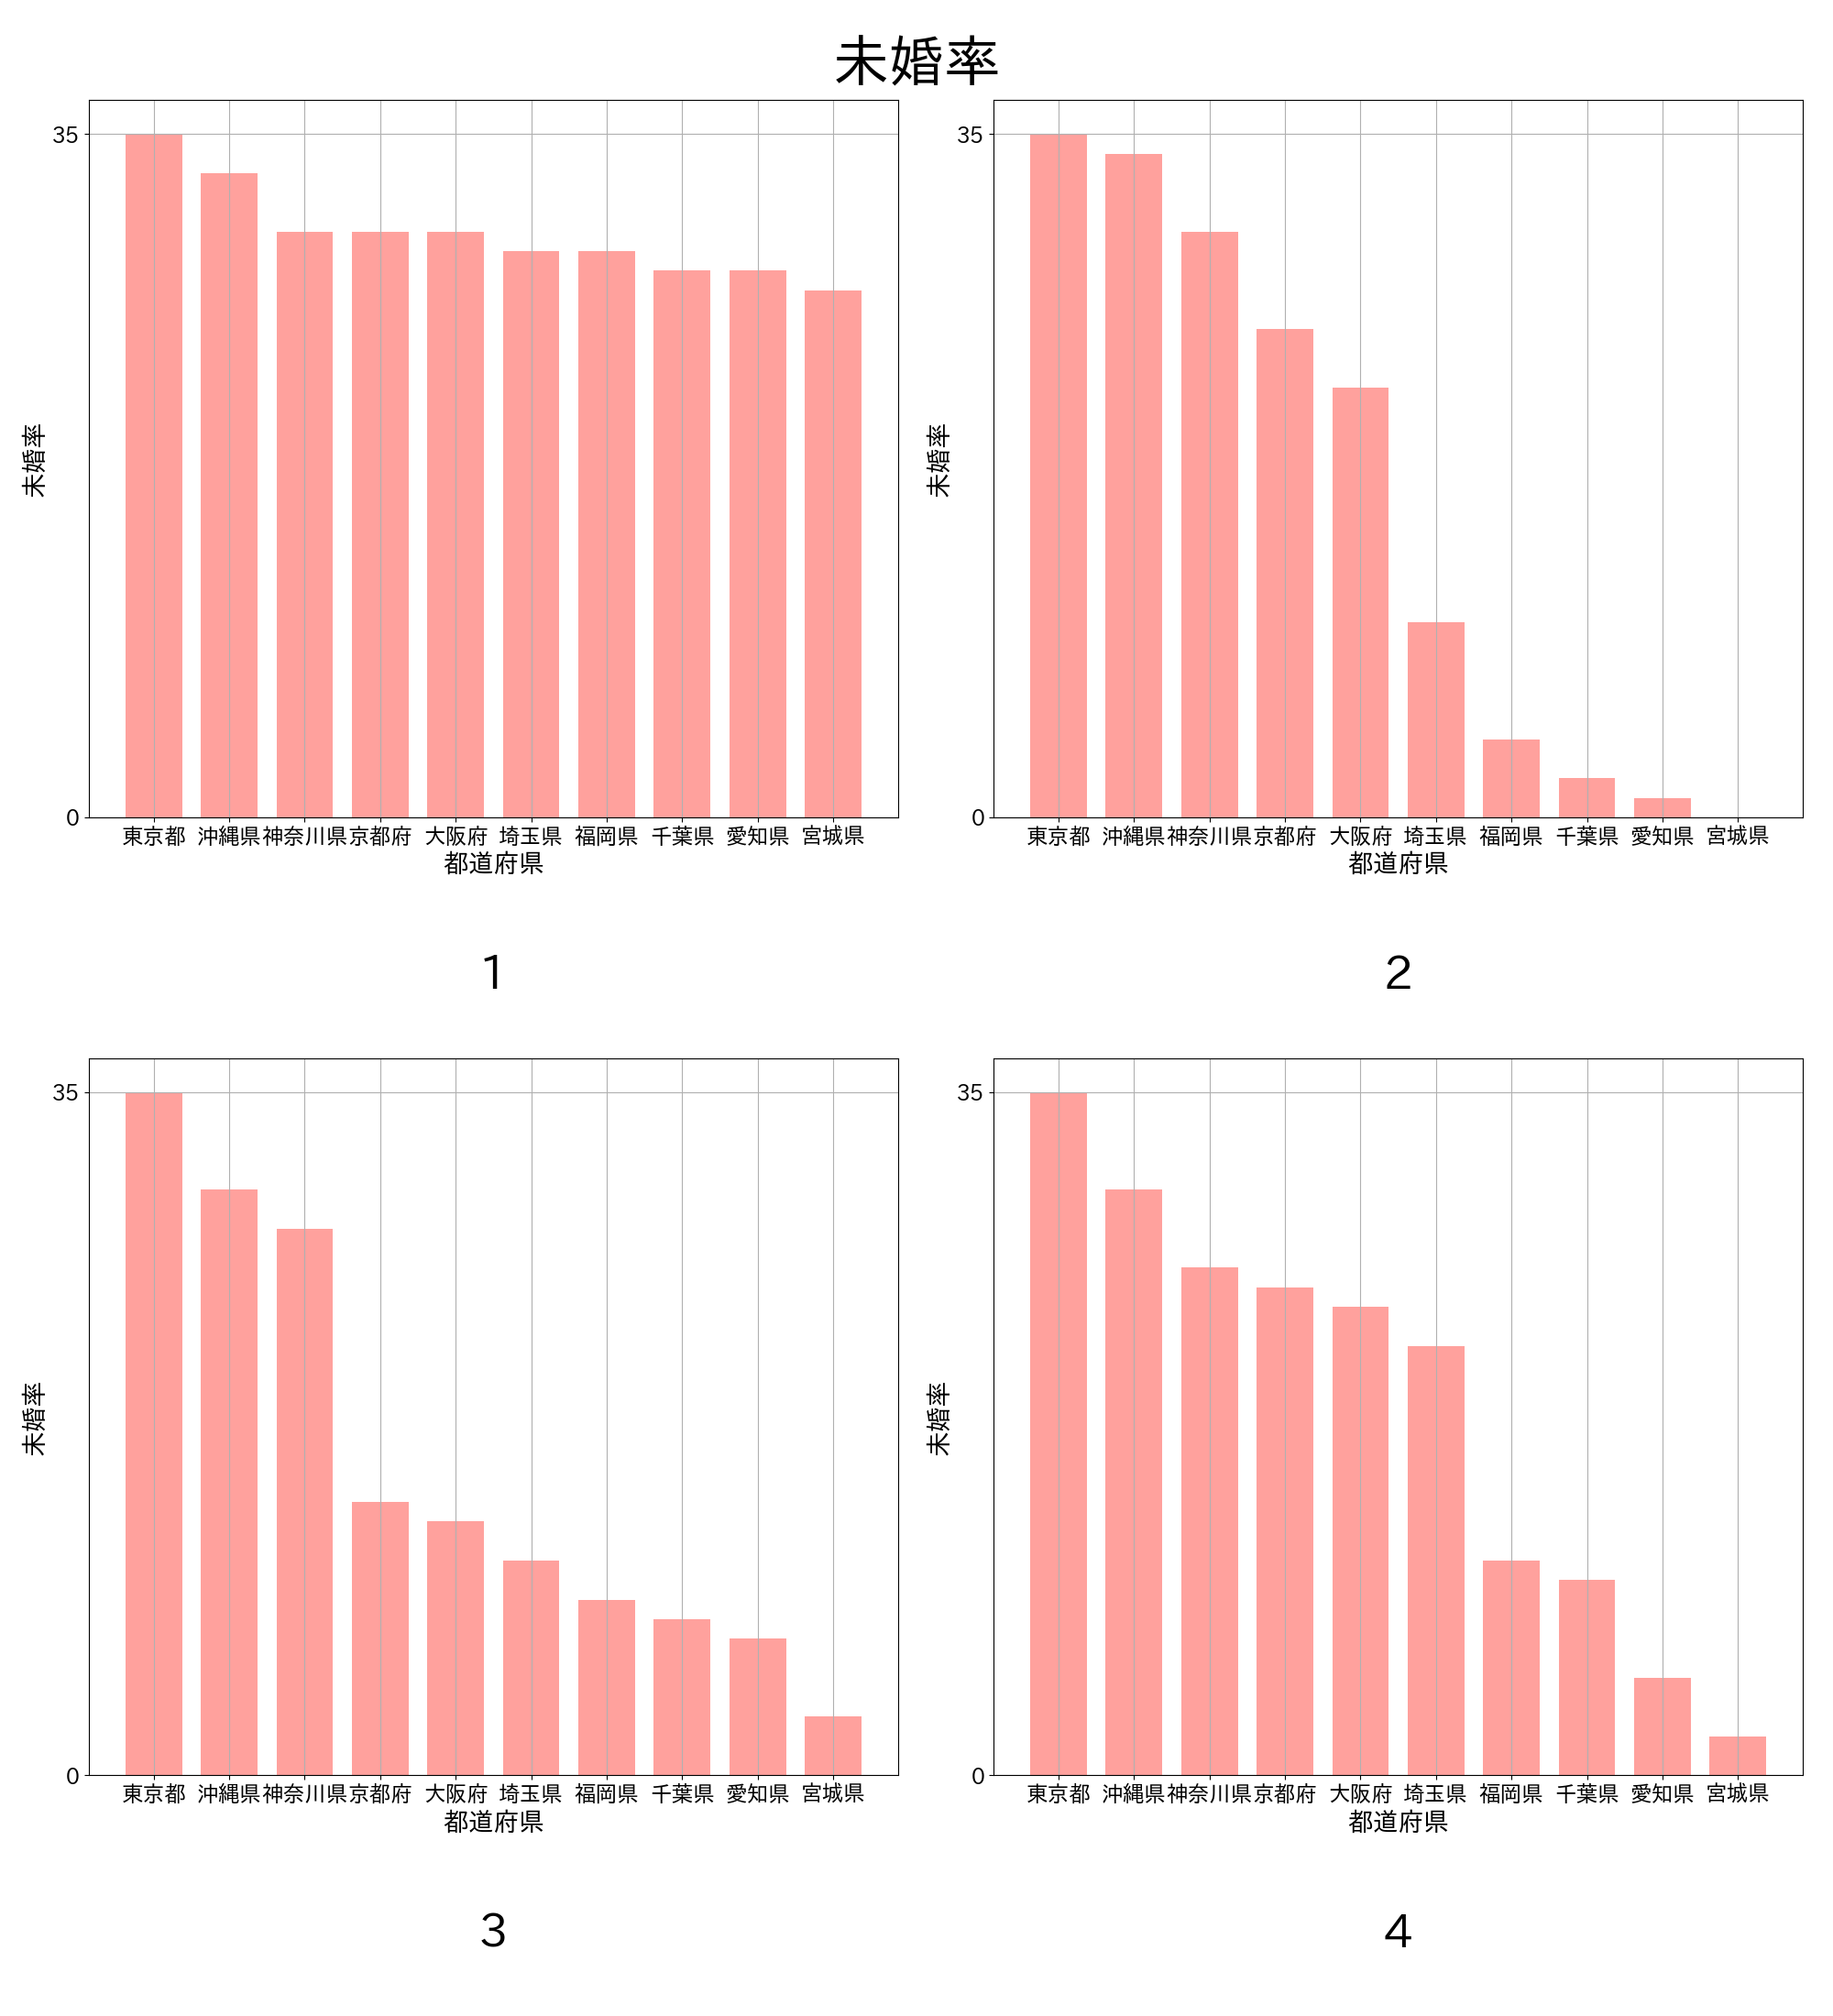 未婚率
35
0
未婚率
東京都 沖縄県 神奈川県 京都府 大阪府 埼玉県 福岡県 千葉県 愛知県 宮城県
都道府県
1
35
0
未婚率
東京都 沖縄県 神奈川県 京都府 大阪府 埼玉県 福岡県 千葉県 愛知県 宮城県
都道府県
2
35
0
未婚率
東京都 沖縄県 神奈川県 京都府 大阪府 埼玉県 福岡県 千葉県 愛知県 宮城県
都道府県
3
35
0
未婚率
東京都 沖縄県 神奈川県 京都府 大阪府 埼玉県 福岡県 千葉県 愛知県 宮城県
都道府県
4